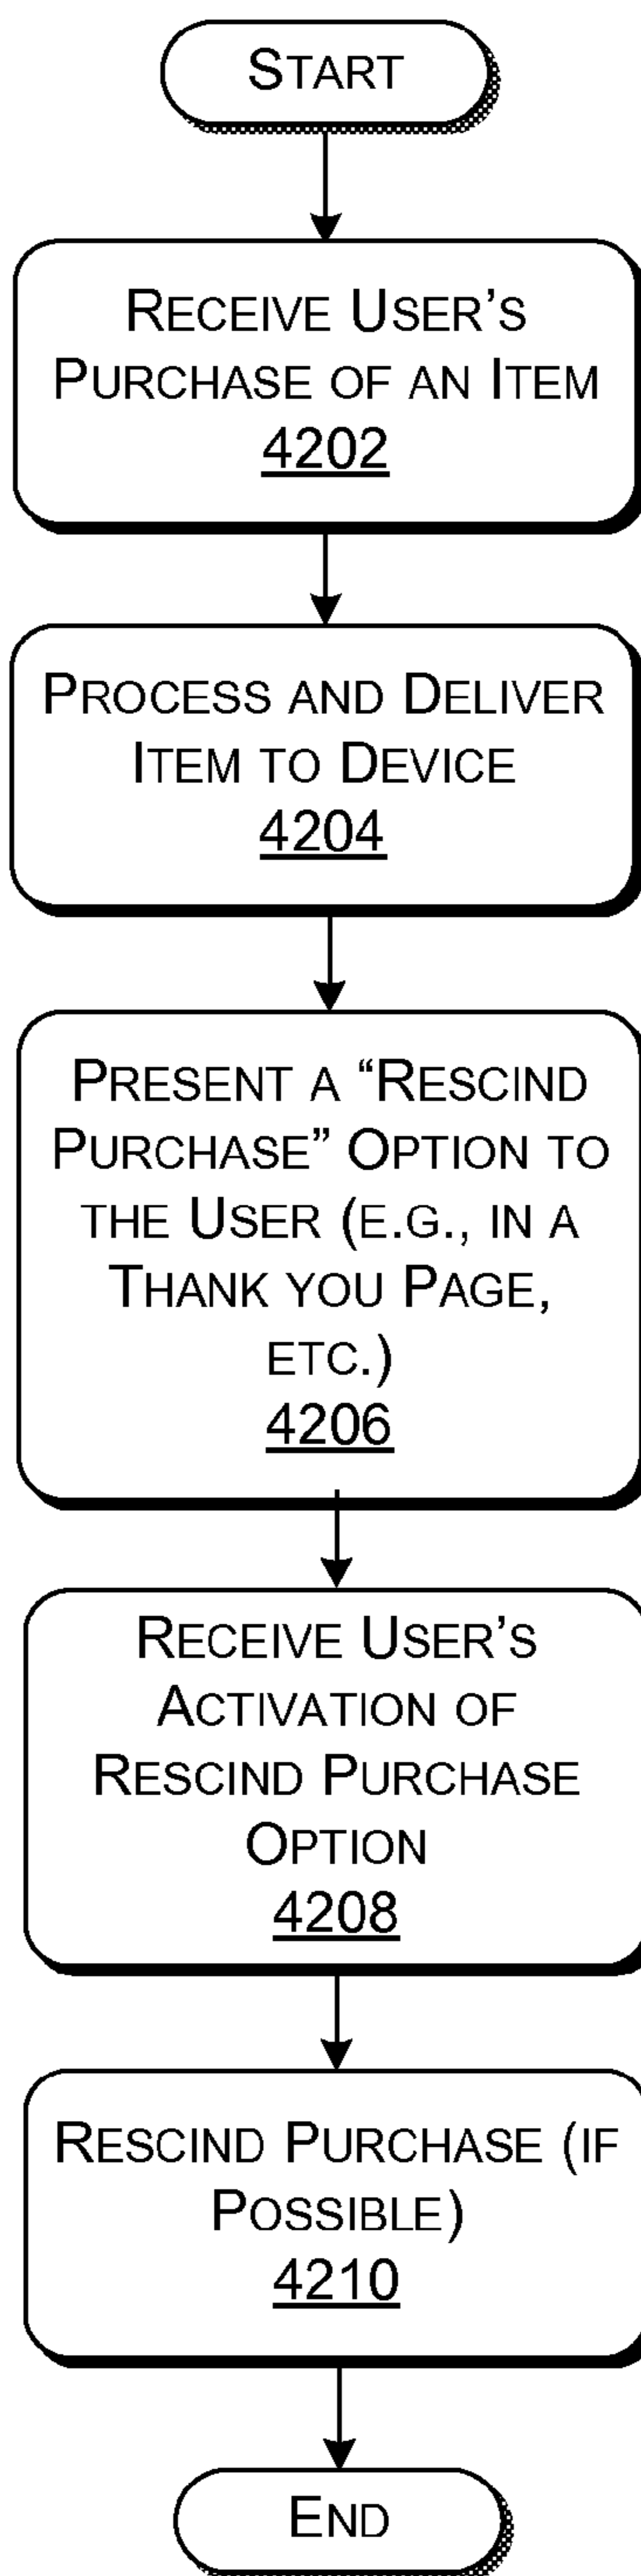 START
RECEIVE USER'S
PURCHASE OF AN ITEM
4202
PROCESS AND DELIVER
ITEM TO DEVICE
4204
PRESENT A “RESCIND
PURCHASE” OPTION TO
THE USER (E.G., IN A
THANK YOU PAGE,
ETC.)
4206
RECEIVE USER'S
ACTIVATION OF
RESCIND PURCHASE
OPTION
4208
RESCIND PURCHASE (IF
POSSIBLE)
4210
END